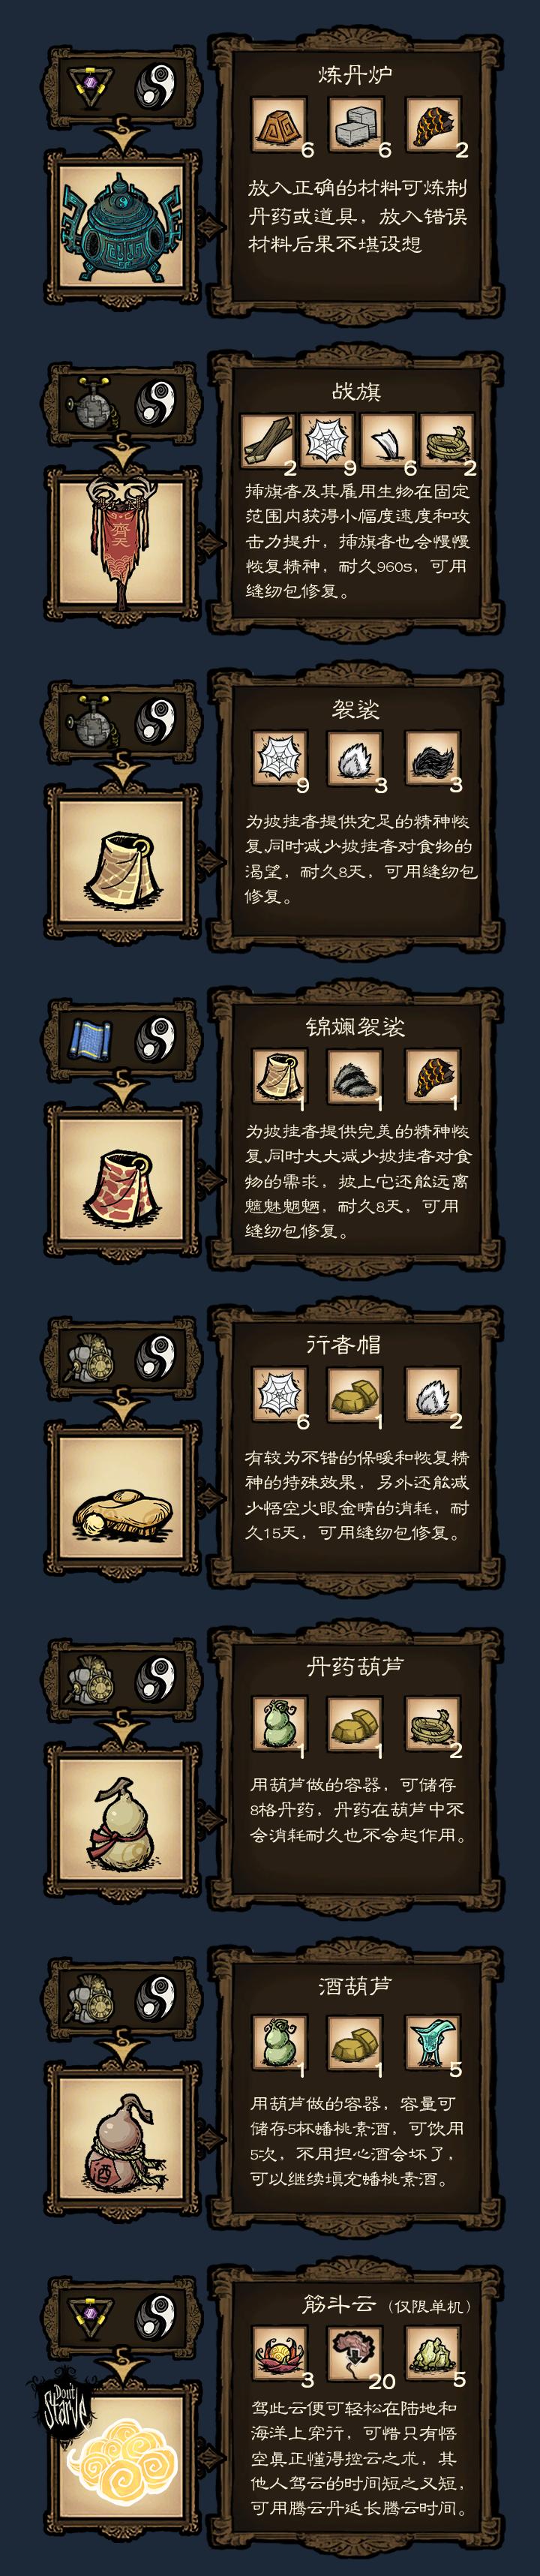 炼丹炉
6 6 2
放入正确的材料可炼制
丹药或道具，放入错误
材料后果不堪设想
战旗
2 9 6 2
齊天
插旗者及其雇用生物在固定
范围内获得小幅度速度和攻
击力提升，插旗者也会慢慢
恢复精神，耐久960s，可用
缝纫包修复。
袈裟
9 3 3
为披挂者提供充足的精神恢
复,同时减少披挂者对食物的
渴望，耐久8天，可用缝纫包
修复。
锦斓袈裟
1 1 1
为披挂者提供完美的精神恢
复,同时大大减少披挂者对食
物的需求，披上它还能远离
魑魅魍魉，耐久8天，可用
缝纫包修复。
行者帽
6 1 2
有较为不错的保暖和恢复精
神的特殊效果，另外还能减
少悟空火眼金睛的消耗，耐
久15天，可用缝纫包修复。
丹药葫芦
1 1 2
用葫芦做的容器，可储存
8格丹药，丹药在葫芦中不
会消耗耐久也不会起作用。
酒葫芦
1 1 5
酒
用葫芦做的容器，容量可
储存5杯蟠桃素酒，可饮用
5次，不用担心酒会坏了，
可以继续填充蟠桃素酒。
筋斗云（仅限单机）
3 20 5
Don't
Starve
驾此云便可轻松在陆地和
海洋上穿行，可惜只有悟
空真正懂得控云之术，其
他人驾云的时间短之又短，
可用腾云丹延长腾云时间。